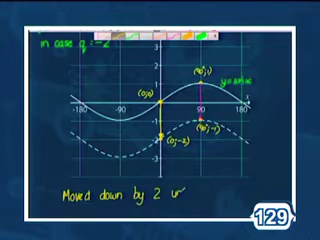 in case q = -2
3
2
1
(90°;1)
y = sin x
(0;0)
-180 -90 90 180 x
-1
(90°;-1)
(0;-2)
-2
-3
Moved down by 2
129